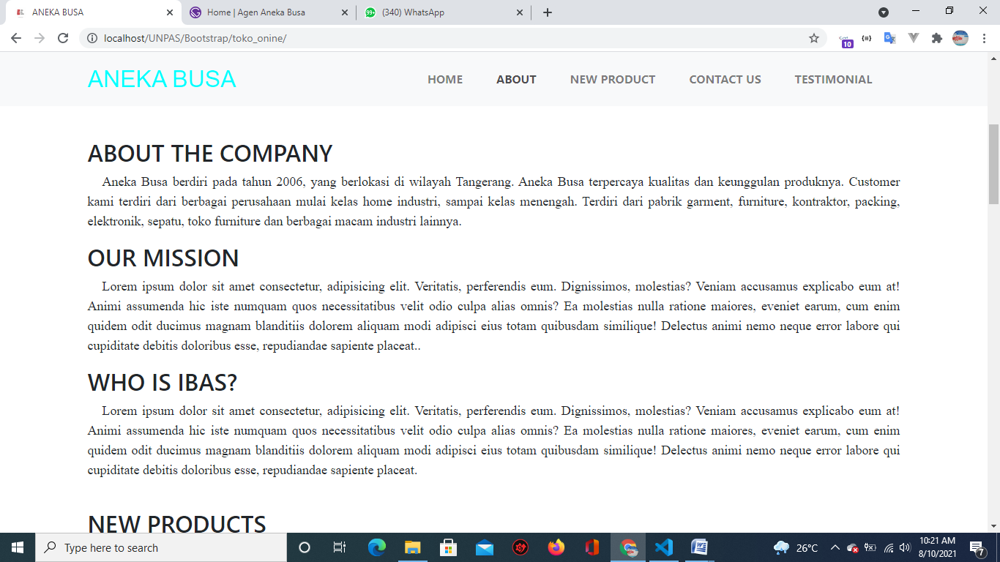 ANEKA BUSA
Home | Agen Aneka Busa
(340) WhatsApp
localhost/UNPAS/Bootstrap/toko_onine/
10
ANEKA BUSA
HOME
ABOUT
NEW PRODUCT
CONTACT US
TESTIMONIAL
ABOUT THE COMPANY
Aneka Busa berdiri pada tahun 2006, yang berlokasi di wilayah Tangerang. Aneka Busa terpercaya kualitas dan keunggulan produknya. Customer
kami terdiri dari berbagai perusahaan mulai kelas home industri, sampai kelas menengah. Terdiri dari pabrik garment, furniture, kontraktor, packing,
elektronik, sepatu, toko furniture dan berbagai macam industri lainnya.
OUR MISSION
Lorem ipsum dolor sit amet consectetur, adipisicing elit. Veritatis, perferendis eum. Dignissimos, molestias? Veniam accusamus explicabo eum at!
Animi assumenda hic iste numquam quos necessitatibus velit odio culpa alias omnis? Ea molestias nulla ratione maiores, eveniet earum, cum enim
quidem odit ducimus magnam blanditiis dolorem aliquam modi adipisci eius totam quibusdam similique! Delectus animi nemo neque error labore qui
cupiditate debitis doloribus esse, repudiandae sapiente placeat..
WHO IS IBAS?
Lorem ipsum dolor sit amet consectetur, adipisicing elit. Veritatis, perferendis eum. Dignissimos, molestias? Veniam accusamus explicabo eum at!
Animi assumenda hic iste numquam quos necessitatibus velit odio culpa alias omnis? Ea molestias nulla ratione maiores, eveniet earum, cum enim
quidem odit ducimus magnam blanditiis dolorem aliquam modi adipisci eius totam quibusdam similique! Delectus animi nemo neque error labore qui
cupiditate debitis doloribus esse, repudiandae sapiente placeat.
NEW PRODUCTS
Type here to search
26°C
10:21 AM
8/10/2021
7